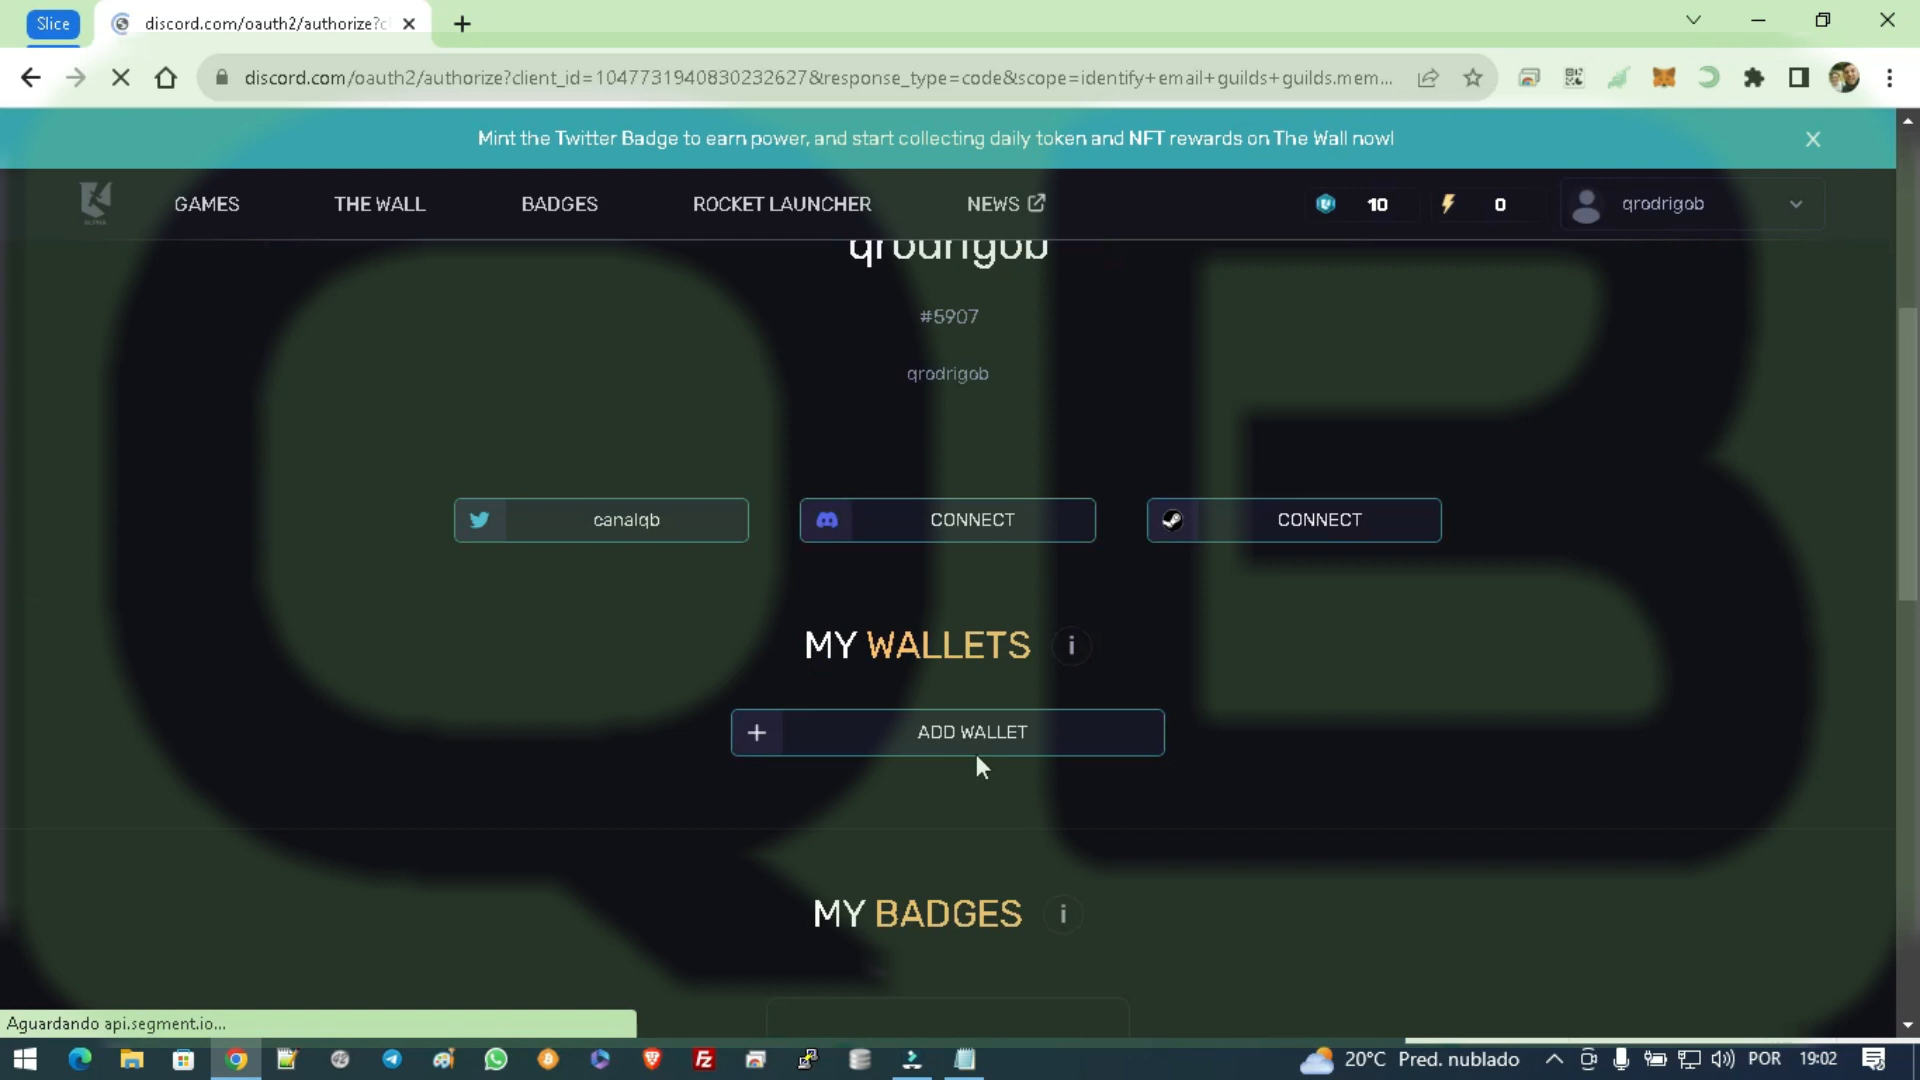 Slice
discord.com/oauth2/authorize?cl
discord.com/oauth2/authorize?client_id=1047731940830232627&response_type=code&scope=identify+email+guilds+guilds.mem...
Mint the Twitter Badge to earn power, and start collecting daily token and NFT rewards on The Wall now!
GAMES THE WALL BADGES ROCKET LAUNCHER NEWS 10 0 qrodrigob
qrodrigob
#5907
qrodrigob
canalqb CONNECT CONNECT
MY WALLETS i
+ ADD WALLET
MY BADGES i
Aguardando api.segment.io...
20°C Pred. nublado POR 19:02
QB